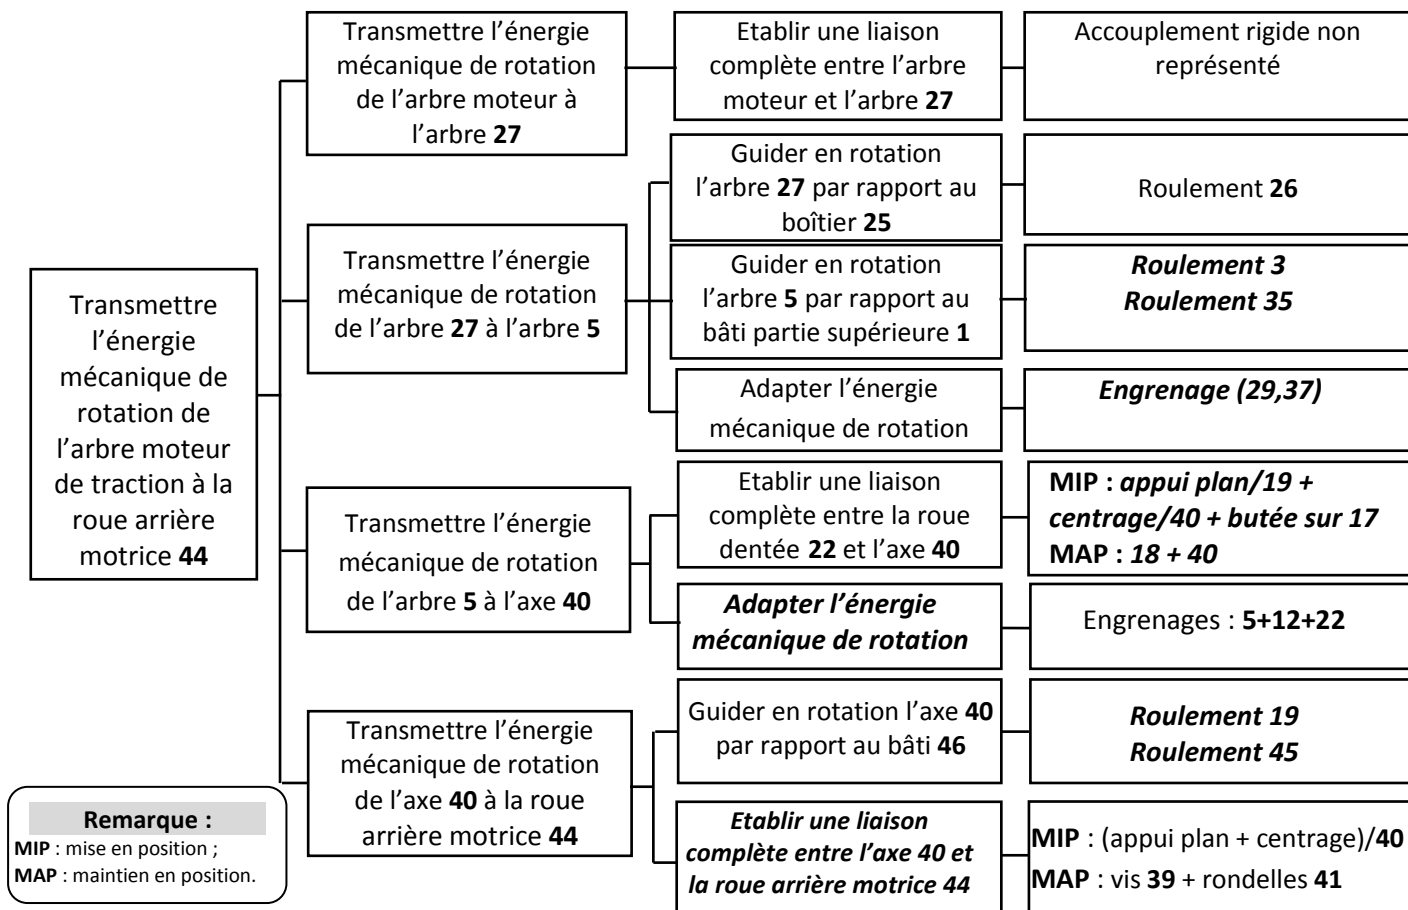 Transmettre l’énergie
mécanique de rotation
de l’arbre moteur à
l’arbre 27
Etablir une liaison
complète entre l’arbre
moteur et l’arbre 27
Accouplement rigide non
représenté
Guider en rotation
l’arbre 27 par rapport au
boîtier 25
Roulement 26
Transmettre l’énergie
mécanique de rotation
de l’arbre 27 à l’arbre 5
Guider en rotation
l’arbre 5 par rapport au
bâti partie supérieure 1
Roulement 3
Roulement 35
Adapter l’énergie
mécanique de rotation
Engrenage (29,37)
Transmettre
l’énergie
mécanique de
rotation de
l’arbre moteur
de traction à la
roue arrière
motrice 44
Transmettre l’énergie
mécanique de rotation
de l’arbre 5 à l’axe 40
Etablir une liaison
complète entre la roue
dentée 22 et l’axe 40
MIP : appui plan/19 +
centrage/40 + butée sur 17
MAP : 18 + 40
Adapter l’énergie
mécanique de rotation
Engrenages : 5+12+22
Transmettre l’énergie
mécanique de rotation
de l’axe 40 à la roue
arrière motrice 44
Guider en rotation l’axe 40
par rapport au bâti 46
Roulement 19
Roulement 45
Etablir une liaison
complète entre l’axe 40 et
la roue arrière motrice 44
MIP : (appui plan + centrage)/40
MAP : vis 39 + rondelles 41
Remarque :
MIP : mise en position ;
MAP : maintien en position.